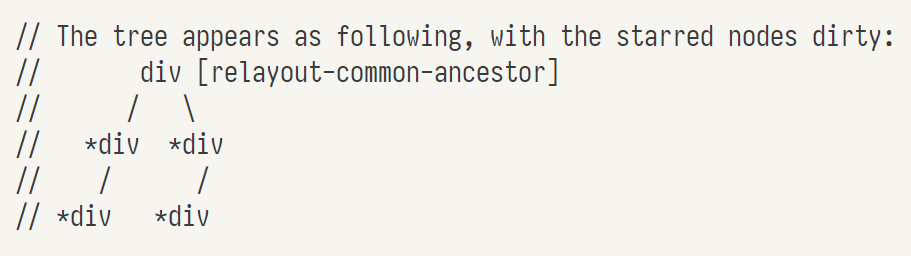 // The tree appears as following, with the starred nodes dirty:
//       div [relayout-common-ancestor]
//      /   \
//   *div  *div
//    /      /
// *div   *div